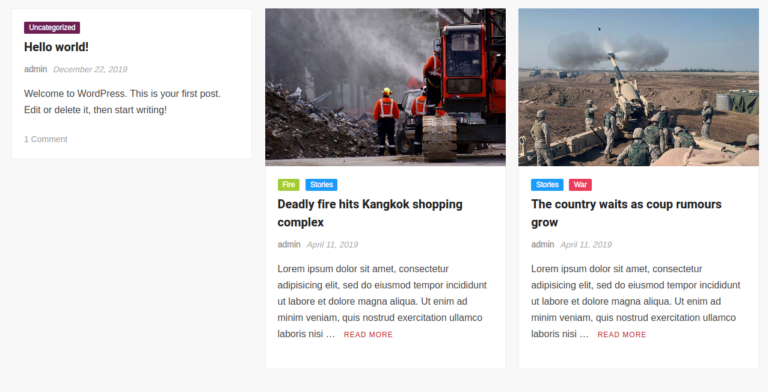 Uncategorized
Hello world!
admin December 22, 2019
Welcome to WordPress. This is your first post.
Edit or delete it, then start writing!
1 Comment
Fire Stories
Deadly fire hits Kangkok shopping
complex
admin April 11, 2019
Lorem ipsum dolor sit amet, consectetur
adipisicing elit, sed do eiusmod tempor incididunt
ut labore et dolore magna aliqua. Ut enim ad
minim veniam, quis nostrud exercitation ullamco
laboris nisi … READ MORE
Stories War
The country waits as coup rumours
grow
admin April 11, 2019
Lorem ipsum dolor sit amet, consectetur
adipisicing elit, sed do eiusmod tempor incididunt
ut labore et dolore magna aliqua. Ut enim ad
minim veniam, quis nostrud exercitation ullamco
laboris nisi … READ MORE